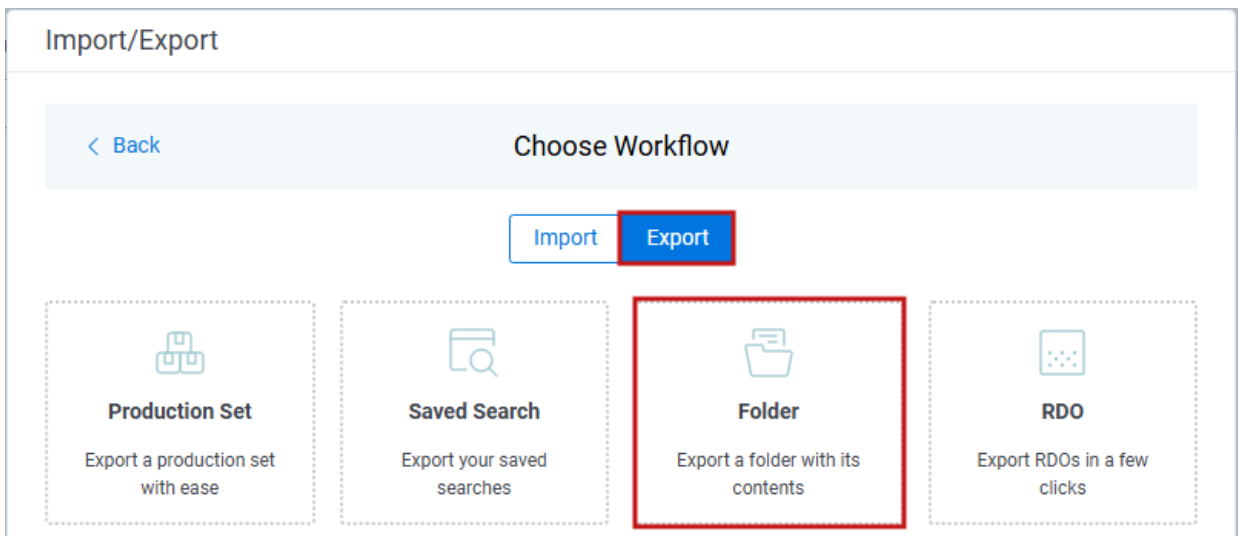 Import/Export
Back
Choose Workflow
Import
Export
Production Set
Export a production set
with ease
Saved Search
Export your saved
searches
Folder
Export a folder with its
contents
RDO
Export RDOs in a few
clicks